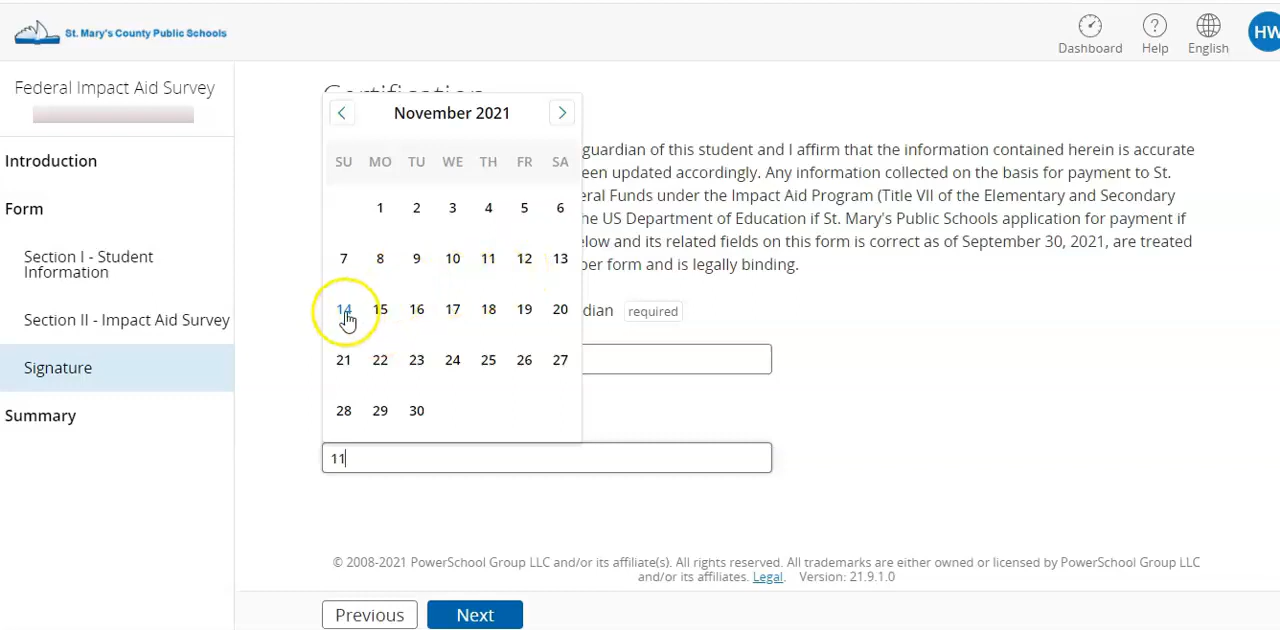 St. Mary's County Public Schools
Dashboard
Help
English
HW
Federal Impact Aid Survey
Introduction
Form
Section I - Student
Information
Section II - Impact Aid Survey
Signature
Summary
Certification
guardian of this student and I affirm that the information contained herein is accurate
een updated accordingly. Any information collected on the basis for payment to St.
eral Funds under the Impact Aid Program (Title VII of the Elementary and Secondary
he US Department of Education if St. Mary's Public Schools application for payment if
elow and its related fields on this form is correct as of September 30, 2021, are treated
per form and is legally binding.
dian required
November 2021
SU MO TU WE TH FR SA
1 2 3 4 5 6
7 8 9 10 11 12 13
14 15 16 17 18 19 20
21 22 23 24 25 26 27
28 29 30
11
© 2008-2021 PowerSchool Group LLC and/or its affiliate(s). All rights reserved. All trademarks are either owned or licensed by PowerSchool Group LLC
and/or its affiliates. Legal. Version: 21.9.1.0
Previous
Next